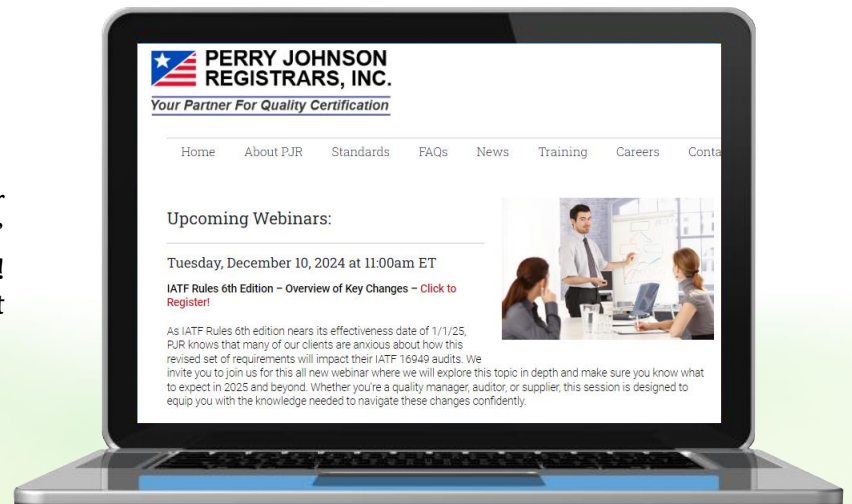 PERRY JOHNSON
REGISTRARS, INC.
Your Partner For Quality Certification
Home About PJR Standards FAQs News Training Careers Conta
Upcoming Webinars:
Tuesday, December 10, 2024 at 11:00am ET
IATF Rules 6th Edition – Overview of Key Changes – Click to
Register!
As IATF Rules 6th edition nears its effectiveness date of 1/1/25,
PJR knows that many of our clients are anxious about how this
revised set of requirements will impact their IATF 16949 audits. We
invite you to join us for this all new webinar where we will explore this topic in depth and make sure you know what
to expect in 2025 and beyond. Whether you're a quality manager, auditor, or supplier, this session is designed to
equip you with the knowledge needed to navigate these changes confidently.